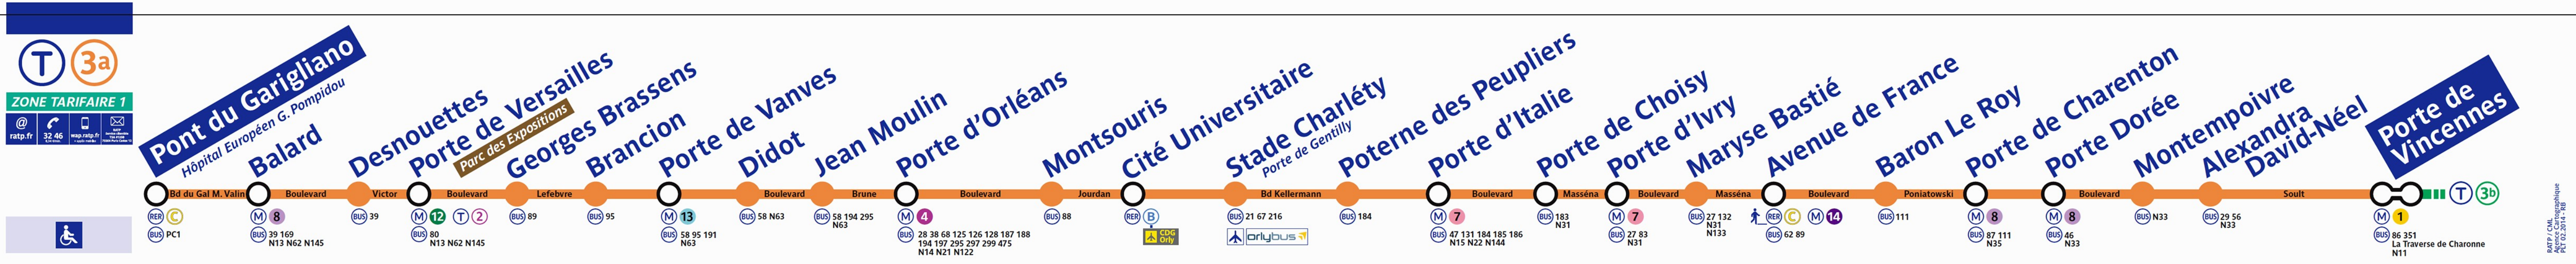 T 3a
ZONE TARIFAIRE 1
@ ratp.fr
32 46
wap.ratp.fr
Pont du Garigliano
Hôpital Européen G. Pompidou
Balard
Desnouettes
Porte de Versailles
Parc des Expositions
Georges Brassens
Brancion
Porte de Vanves
Didot
Jean Moulin
Porte d'Orléans
Montsouris
Cité Universitaire
Stade Charléty
Porte de Gentilly
Poterne des Peupliers
Porte d'Italie
Porte de Choisy
Porte d'Ivry
Maryse Bastié
Avenue de France
Baron Le Roy
Porte de Charenton
Porte Dorée
Montempoivre
Alexandra
David-Néel
Porte de
Vincennes
Bd du Gal M. Valin Boulevard Victor Boulevard Lefebvre Boulevard Brune Boulevard Jourdan Bd Kellermann Boulevard Masséna Boulevard Masséna Boulevard Poniatowski Boulevard Soult T 3b
RER C
BUS PC1
M 8
BUS 39 169
N13 N62 N145
BUS 39
M 12 T 2
BUS 80
N13 N62 N145
BUS 89
BUS 95
M 13
BUS 58 95 191
N63
BUS 58 N63
BUS 58 194 295
N63
M 4
BUS 28 38 68 125 126 128 187 188
194 197 295 297 299 475
N14 N21 N122
BUS 88
RER B
CDG
Orly
BUS 21 67 216
orlybus
BUS 184
M 7
BUS 47 131 184 185 186
N15 N22 N144
BUS 183
N31
M 7
BUS 27 83
N31
BUS 27 132
N31
N133
RER C M 14
BUS 62 89
BUS 111
M 8
BUS 87 111
N35
M 8
BUS 46
N33
BUS N33
BUS 29 56
N33
M 1
BUS 86 351
La Traverse de Charonne
N11
RATP / CML
Agence Cartographique
PLT 02.2014 - RB